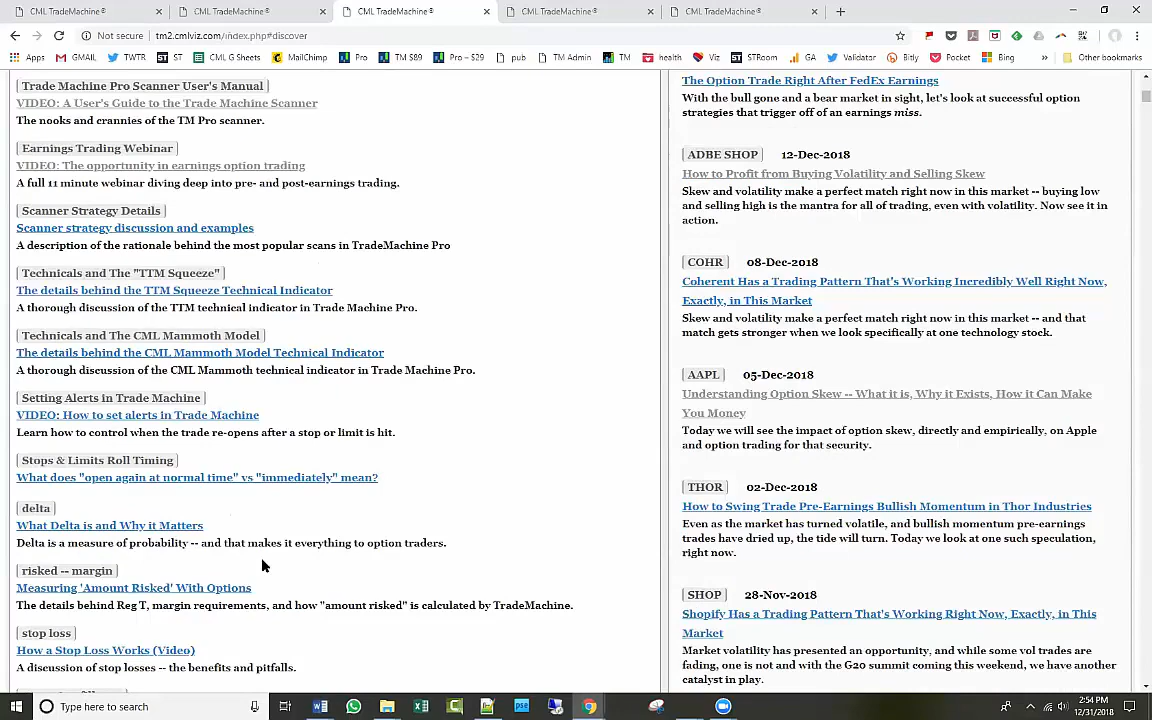 CML TradeMachine®
CML TradeMachine®
CML TradeMachine®
CML TradeMachine®
CML TradeMachine®
Not secure
tm2.cmlviz.com/index.php#discover
Apps
GMAIL
TWTR
ST
CML G Sheets
MailChimp
Pro
TM $89
Pro – $29
pub
TM Admin
TM
health
Viz
STRoom
GA
Validator
Bitly
Pocket
Bing
»
Other bookmarks
Trade Machine Pro Scanner User's Manual
VIDEO: A User's Guide to the Trade Machine Scanner
The nooks and crannies of the TM Pro scanner.
Earnings Trading Webinar
VIDEO: The opportunity in earnings option trading
A full 11 minute webinar diving deep into pre- and post-earnings trading.
Scanner Strategy Details
Scanner strategy discussion and examples
A description of the rationale behind the most popular scans in TradeMachine Pro
Technicals and The "TTM Squeeze"
The details behind the TTM Squeeze Technical Indicator
A thorough discussion of the TTM technical indicator in Trade Machine Pro.
Technicals and The CML Mammoth Model
The details behind the CML Mammoth Model Technical Indicator
A thorough discussion of the CML Mammoth technical indicator in Trade Machine Pro.
Setting Alerts in Trade Machine
VIDEO: How to set alerts in Trade Machine
Learn how to control when the trade re-opens after a stop or limit is hit.
Stops & Limits Roll Timing
What does "open again at normal time" vs "immediately" mean?
delta
What Delta is and Why it Matters
Delta is a measure of probability -- and that makes it everything to option traders.
risked -- margin
Measuring 'Amount Risked' With Options
The details behind Reg T, margin requirements, and how "amount risked" is calculated by TradeMachine.
stop loss
How a Stop Loss Works (Video)
A discussion of stop losses -- the benefits and pitfalls.
The Option Trade Right After FedEx Earnings
With the bull gone and a bear market in sight, let's look at successful option
strategies that trigger off of an earnings miss.
ADBE SHOP 12-Dec-2018
How to Profit from Buying Volatility and Selling Skew
Skew and volatility make a perfect match right now in this market -- buying low
and selling high is the mantra for all of trading, even with volatility. Now see it in
action.
COHR 08-Dec-2018
Coherent Has a Trading Pattern That's Working Incredibly Well Right Now,
Exactly, in This Market
Skew and volatility make a perfect match right now in this market -- and that
match gets stronger when we look specifically at one technology stock.
AAPL 05-Dec-2018
Understanding Option Skew -- What it is, Why it Exists, How it Can Make
You Money
Today we will see the impact of option skew, directly and empirically, on Apple
and option trading for that security.
THOR 02-Dec-2018
How to Swing Trade Pre-Earnings Bullish Momentum in Thor Industries
Even as the market has turned volatile, and bullish momentum pre-earnings
trades have dried up, the tide will turn. Today we look at one such speculation,
right now.
SHOP 28-Nov-2018
Shopify Has a Trading Pattern That's Working Right Now, Exactly, in This
Market
Market volatility has presented an opportunity, and while some vol trades are
fading, one is not and with the G20 summit coming this weekend, we have another
catalyst in play.
Type here to search
pse
2:54 PM
12/31/2018